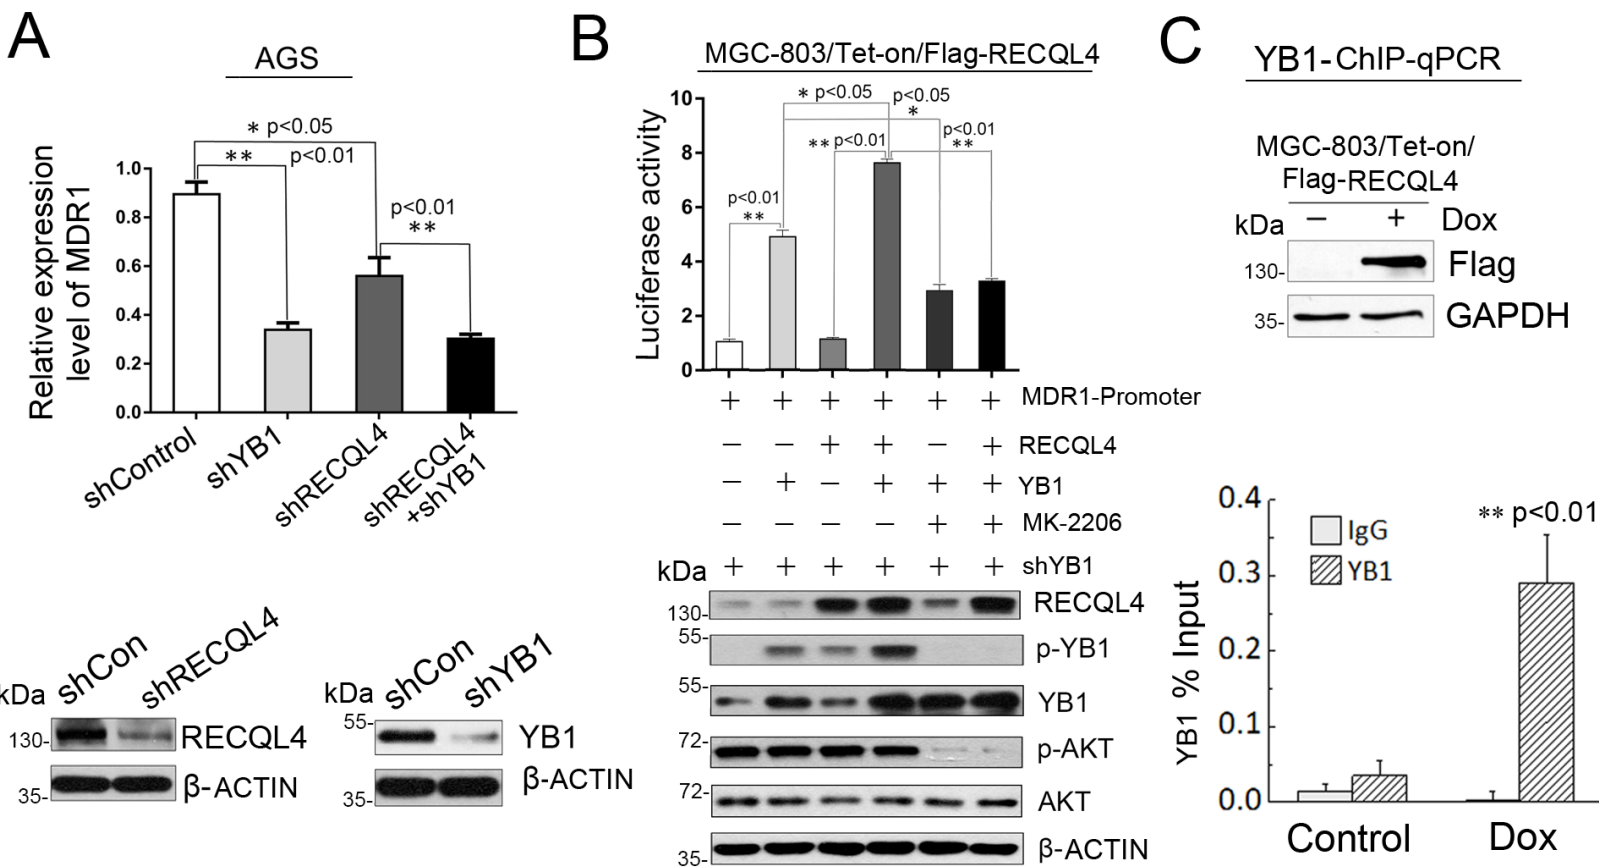 A
AGS
* p<0.05
** p<0.01
p<0.01
**
Relative expression
level of MDR1
1.0
0.8
0.6
0.4
0.2
0.0
shControl
shYB1
shRECQL4
shRECQL4
+shYB1
kDa
shCon
shRECQL4
130-
RECQL4
35-
β-ACTIN
kDa
shCon
shYB1
55-
YB1
35-
β-ACTIN
B
MGC-803/Tet-on/Flag-RECQL4
Luciferase activity
10
8
6
4
2
0
* p<0.05
p<0.05
*
** p<0.01
p<0.01
**
p<0.01
**
+ + + + + + MDR1-Promoter
− − + + − + RECQL4
− + − + + + YB1
− − − − + + MK-2206
kDa + + + + + + shYB1
130- RECQL4
55- p-YB1
55- YB1
72- p-AKT
72- AKT
35- β-ACTIN
C
YB1-ChIP-qPCR
MGC-803/Tet-on/
Flag-RECQL4
kDa − + Dox
130- Flag
35- GAPDH
YB1 % Input
0.4
0.3
0.2
0.1
0.0
IgG
YB1
** p<0.01
Control
Dox